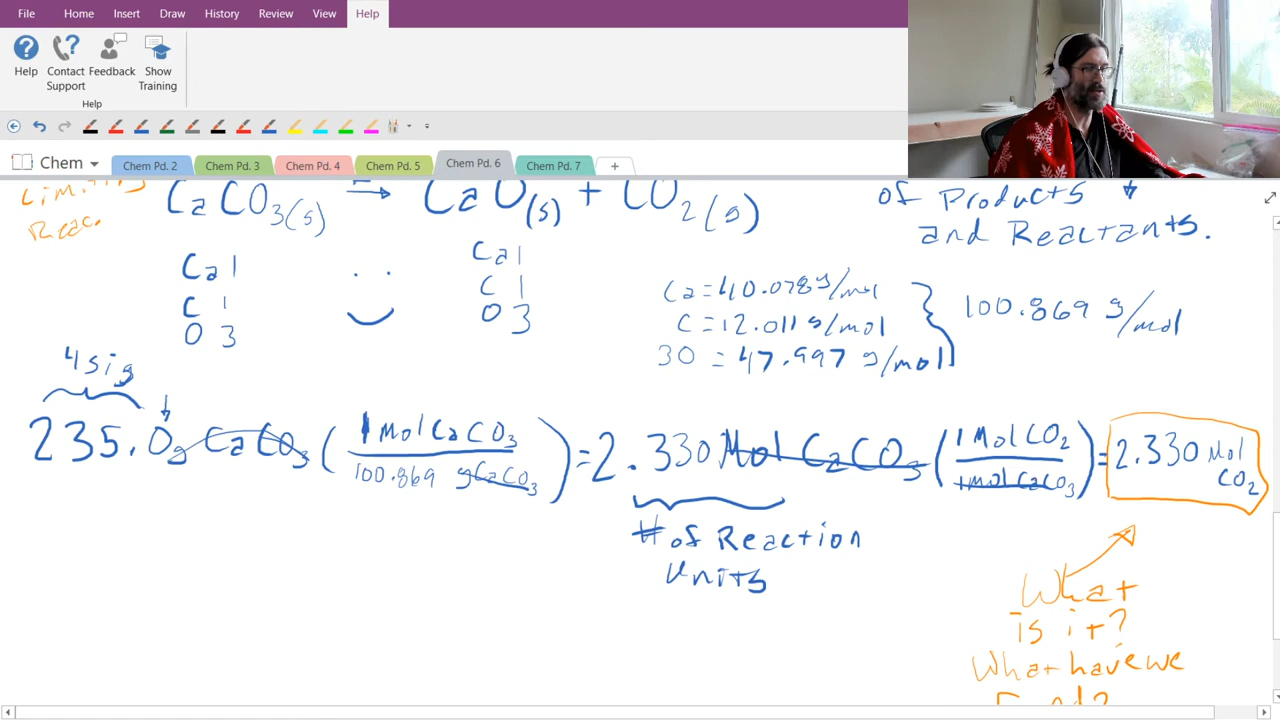 File Home Insert Draw History Review View Help
Help Contact Support Feedback Show Training
Help
Chem Chem Pd. 2 Chem Pd. 3 Chem Pd. 4 Chem Pd. 5 Chem Pd. 6 Chem Pd. 7 +
Limiting
Reac.
CaCO3(s) → CaO(s) + CO2(s)
of Products
and Reactants.
Ca 1
C 1
O 3
Ca 1
C 1
O 3
Ca = 40.078 g/mol
C = 12.011 g/mol
3O = 47.997 g/mol
100.869 g/mol
4 sig
235.0g CaCO3 (1 Mol CaCO3 / 100.869 g CaCO3) = 2.330 Mol CaCO3 (1 Mol CO2 / 1 mol CaCO3) = 2.330 Mol CO2
# of Reaction
Units
What
is it?
What have we